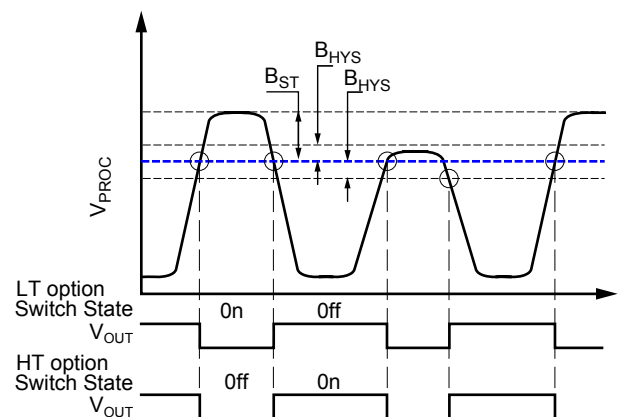 B_HYS
B_ST
B_HYS
V_PROC
LT option
Switch State
0n
0ff
V_OUT
HT option
Switch State
0ff
0n
V_OUT